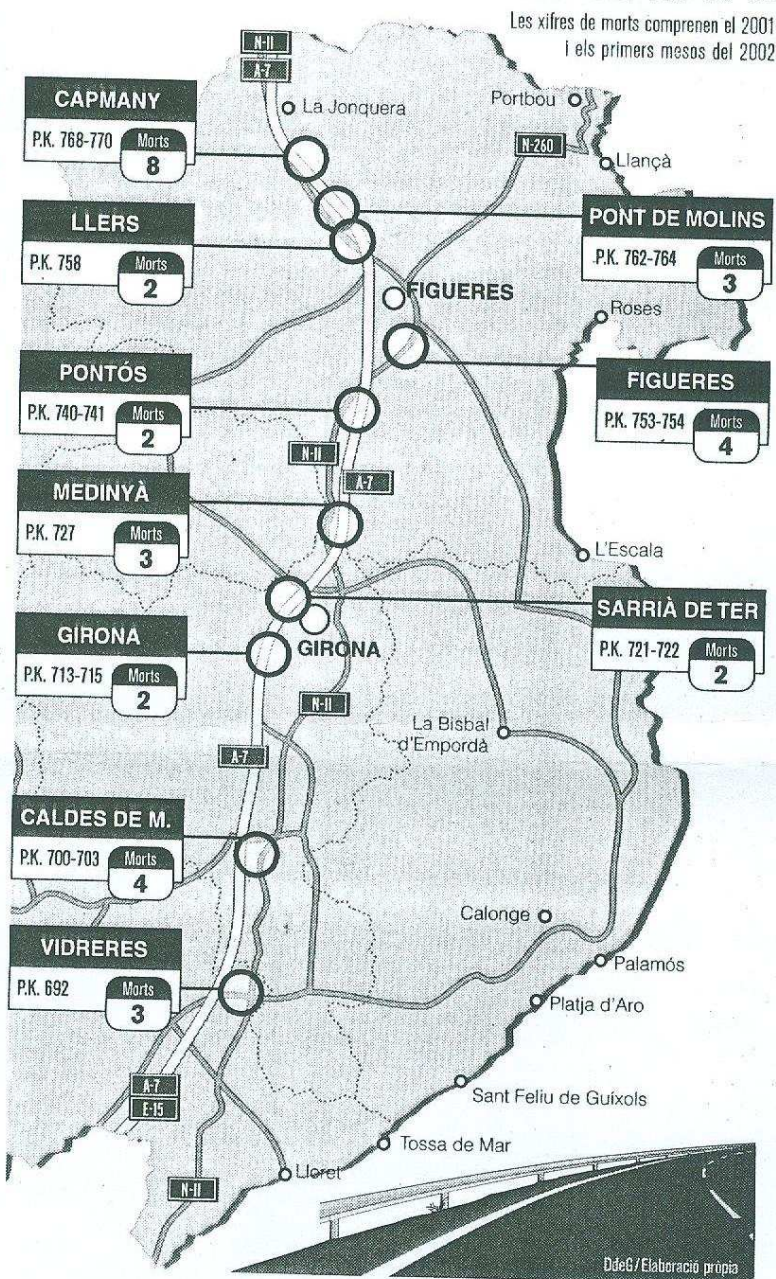 Les xifres de morts comprenen el 2001
i els primers mesos del 2002
N-II
A-7
La Jonquera
Portbou
N-260
Llançà
CAPMANY
P.K. 768-770
Morts
8
PONT DE MOLINS
P.K. 762-764
Morts
3
LLERS
P.K. 758
Morts
2
FIGUERES
Roses
PONTÓS
P.K. 740-741
Morts
2
FIGUERES
P.K. 753-754
Morts
4
N-II
A-7
MEDINYÀ
P.K. 727
Morts
3
L'Escala
SARRIÀ DE TER
P.K. 721-722
Morts
2
GIRONA
P.K. 713-715
Morts
2
GIRONA
N-II
A-7
La Bisbal
d'Empordà
CALDES DE M.
P.K. 700-703
Morts
4
Calonge
Palamós
Platja d'Aro
VIDRERES
P.K. 692
Morts
3
A-7
E-15
Sant Feliu de Guíxols
Tossa de Mar
Lloret
N-II
DdeG/Elaboració pròpia